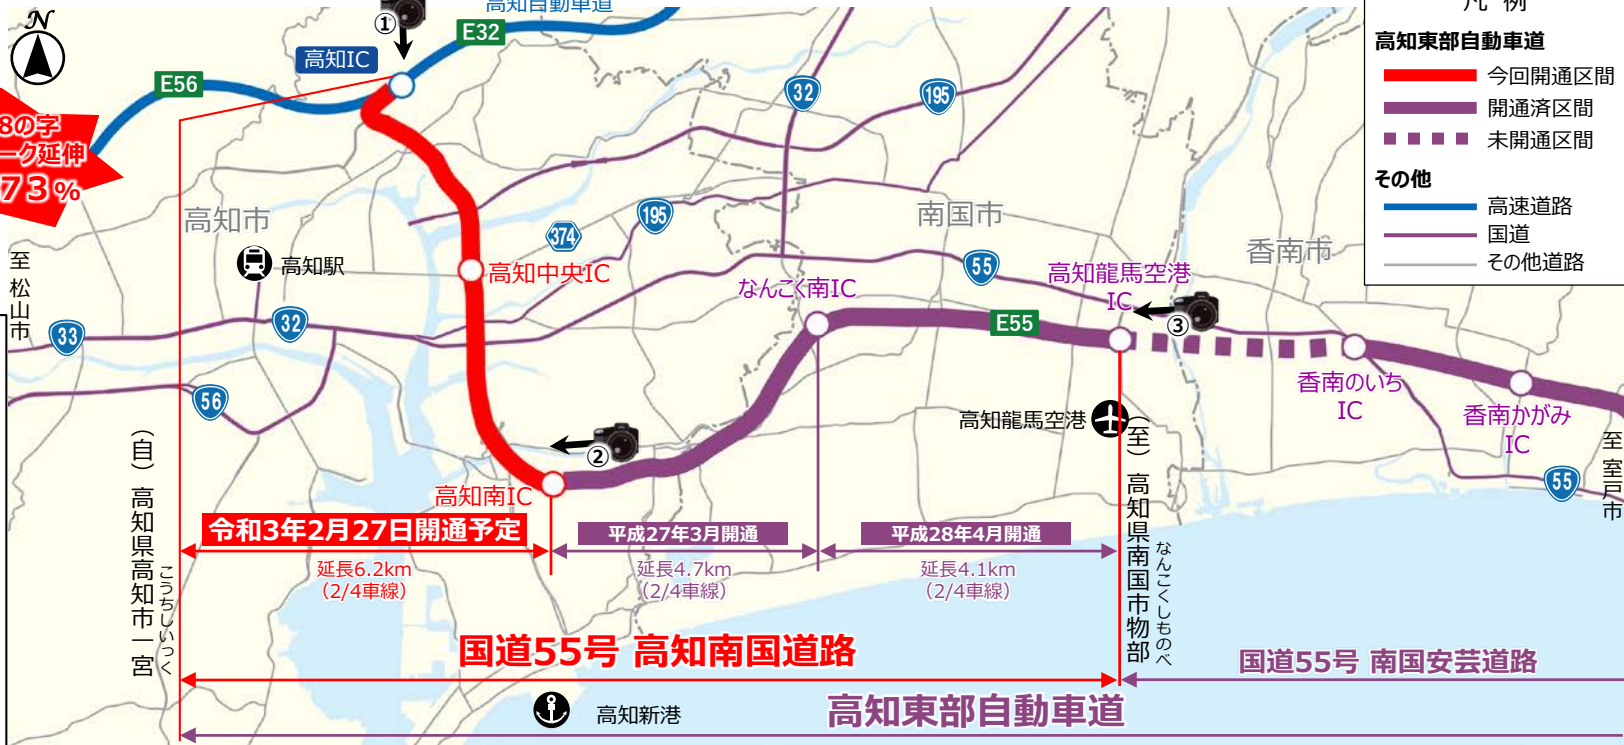 N
①
高知自動車道
高知IC
E32
E56
8の字
ーク延伸
73%
凡例
高知東部自動車道
今回開通区間
開通済区間
未開通区間
その他
高速道路
国道
その他道路
32
195
高知市
374
195
南国市
香南市
至松山市
高知駅
高知中央IC
なんこく南IC
55
高知龍馬空港
IC
③
33
32
E55
56
香南のいち
IC
香南かがみ
IC
高知龍馬空港
②
高知南IC
55
至室戸市
(自)高知県高知市一宮
こうちしいっく
(至)高知県南国市物部
なんこくしものべ
令和3年2月27日開通予定
平成27年3月開通
平成28年4月開通
延長6.2km
(2/4車線)
延長4.7km
(2/4車線)
延長4.1km
(2/4車線)
国道55号 高知南国道路
国道55号 南国安芸道路
高知新港
高知東部自動車道